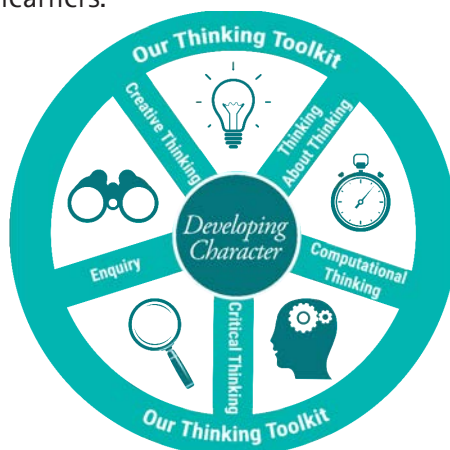 learners.
Our Thinking Toolkit
Creative Thinking
Thinking
About Thinking
Developing
Character
Enquiry
Computational
Thinking
Critical Thinking
Our Thinking Toolkit